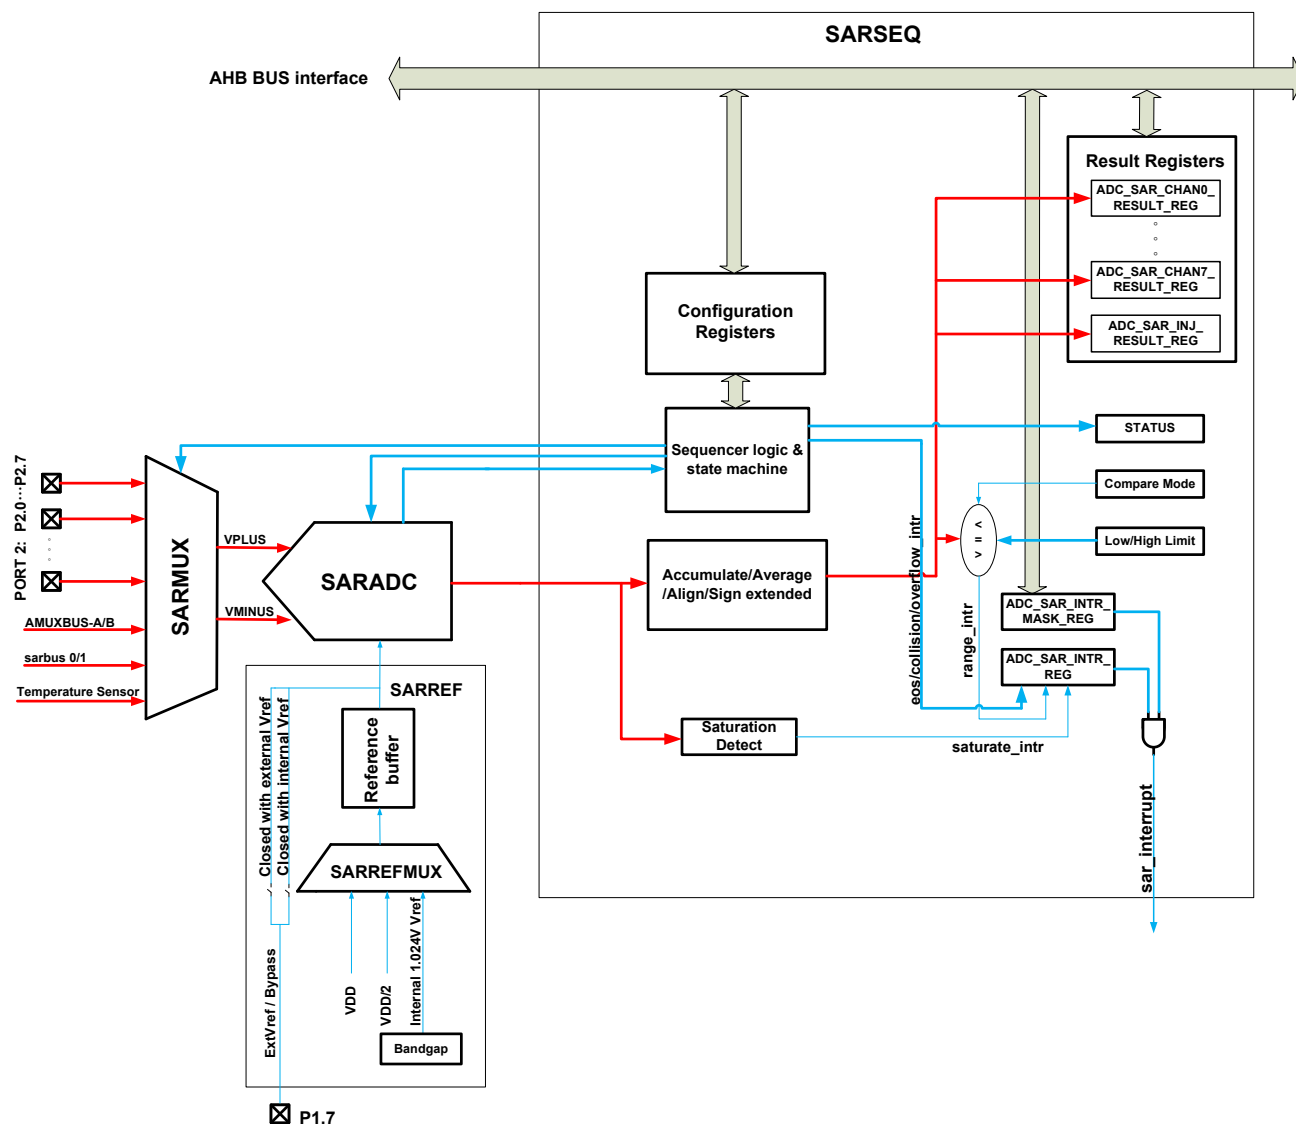 SARSEQ
AHB BUS interface
Result Registers
ADC_SAR_CHAN0_
RESULT_REG
ADC_SAR_CHAN7_
RESULT_REG
ADC_SAR_INJ_
RESULT_REG
Configuration
Registers
Sequencer logic &
state machine
STATUS
Compare Mode
Low/High Limit
< = >
PORT 2: P2.0···P2.7
AMUXBUS-A/B
sarbus 0/1
Temperature Sensor
SARMUX
VPLUS
VMINUS
SARADC
Accumulate/Average
/Align/Sign extended
eos/collision/overflow_intr
range_intr
ADC_SAR_INTR_
MASK_REG
ADC_SAR_INTR_
REG
Saturation
Detect
saturate_intr
sar_interrupt
SARREF
Closed with external Vref
Closed with internal Vref
Reference
buffer
SARREFMUX
ExtVref / Bypass
VDD
VDD/2
Internal 1.024V Vref
Bandgap
P1.7